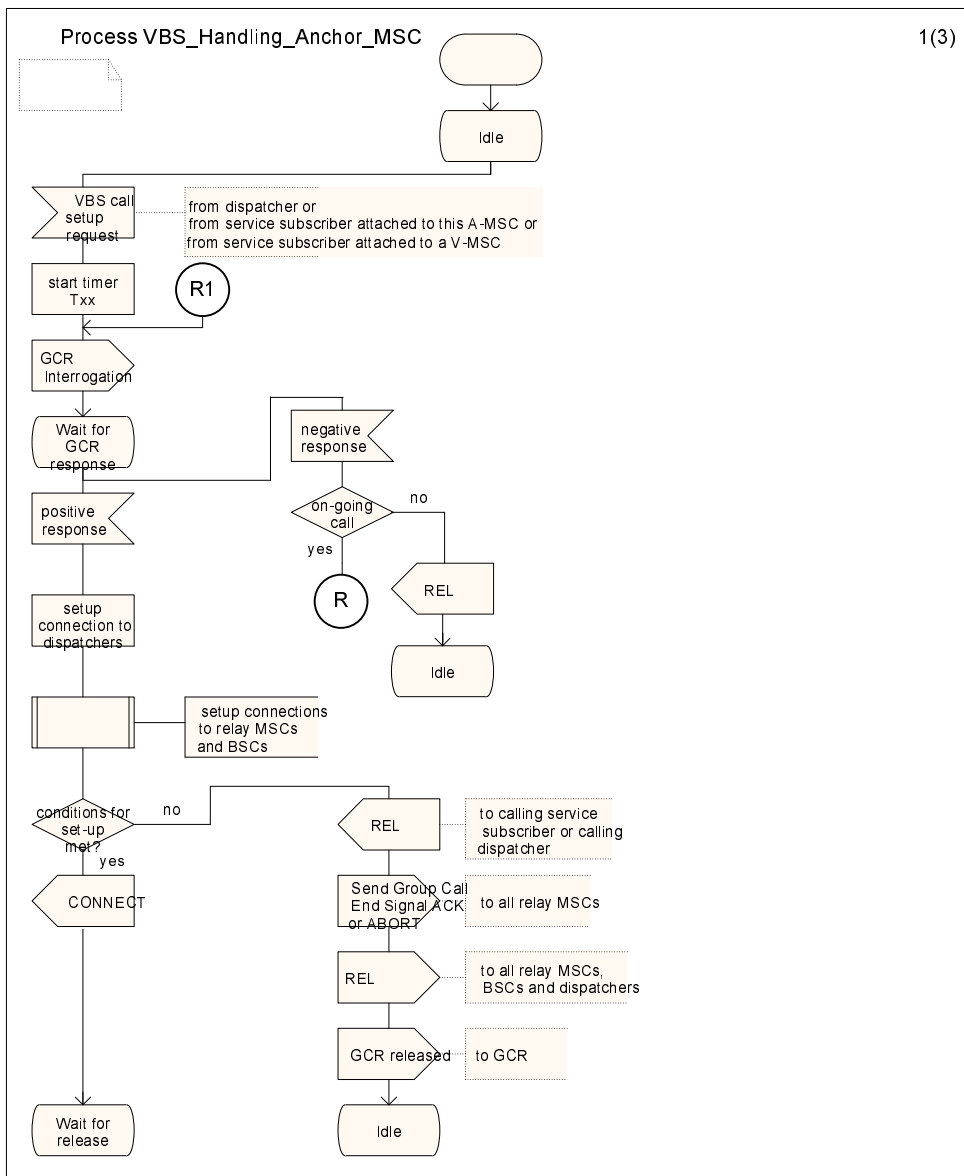 Process VBS_Handling_Anchor_MSC
1(3)
Idle
VBS call
setup
request
from dispatcher or
from service subscriber attached to this A-MSC or
from service subscriber attached to a V-MSC
start timer
Txx
R1
GCR
Interrogation
Wait for
GCR
response
negative
response
positive
response
on-going
call
no
yes
R
REL
Idle
setup
connection to
dispatchers
setup connections
to relay MSCs
and BSCs
conditions for
set-up
met?
no
yes
REL
to calling service
subscriber or calling
dispatcher
CONNECT
Send Group Call
End Signal ACK
or ABORT
to all relay MSCs
REL
to all relay MSCs,
BSCs and dispatchers
GCR released
to GCR
Wait for
release
Idle